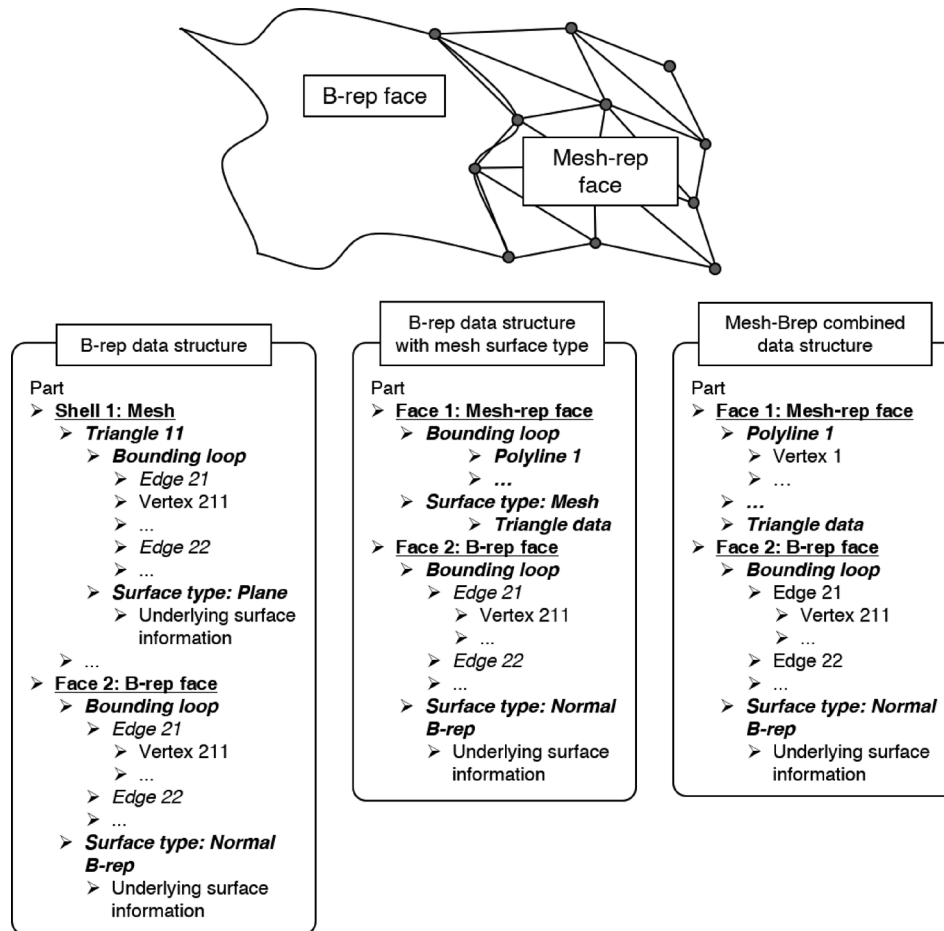 B-rep face
Mesh-rep
face
B-rep data structure
Part
Shell 1: Mesh
Triangle 11
Bounding loop
Edge 21
Vertex 211
...
Edge 22
...
Surface type: Plane
Underlying surface
information
...
Face 2: B-rep face
Bounding loop
Edge 21
Vertex 211
...
Edge 22
...
Surface type: Normal
B-rep
Underlying surface
information
B-rep data structure
with mesh surface type
Part
Face 1: Mesh-rep face
Bounding loop
Polyline 1
...
Surface type: Mesh
Triangle data
Face 2: B-rep face
Bounding loop
Edge 21
Vertex 211
...
Edge 22
...
Surface type: Normal
B-rep
Underlying surface
information
Mesh-Brep combined
data structure
Part
Face 1: Mesh-rep face
Polyline 1
Vertex 1
...
...
Triangle data
Face 2: B-rep face
Bounding loop
Edge 21
Vertex 211
...
Edge 22
...
Surface type: Normal
B-rep
Underlying surface
information